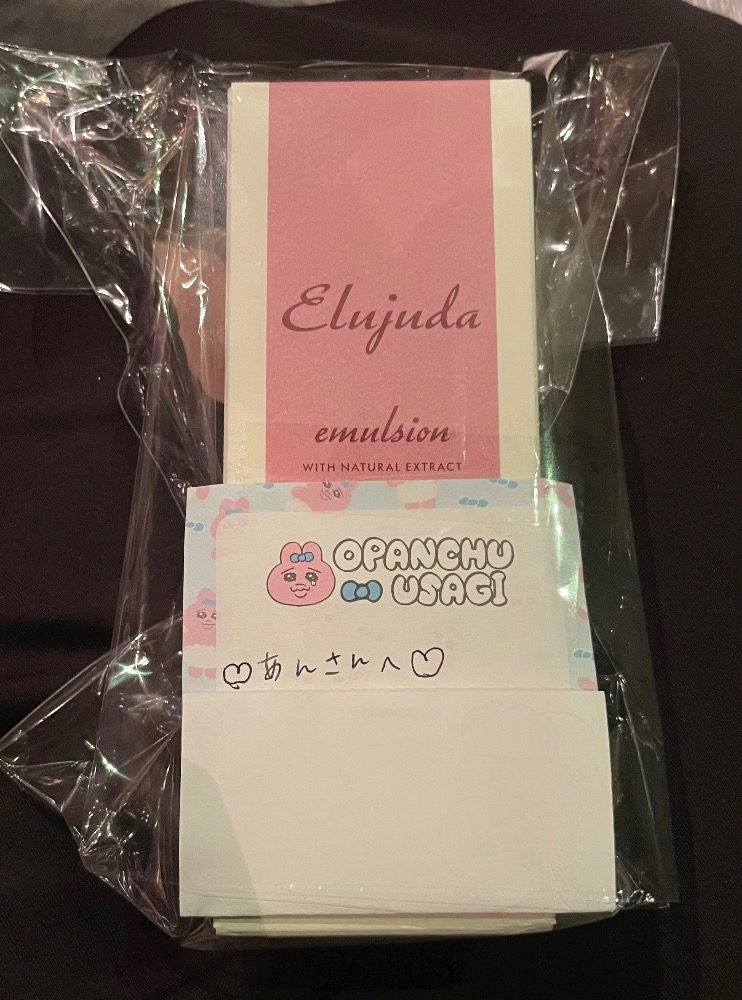 Elujuda
emulsion
WITH NATURAL EXTRACT
OPANCHU
USAGI
♡あんさんへ♡